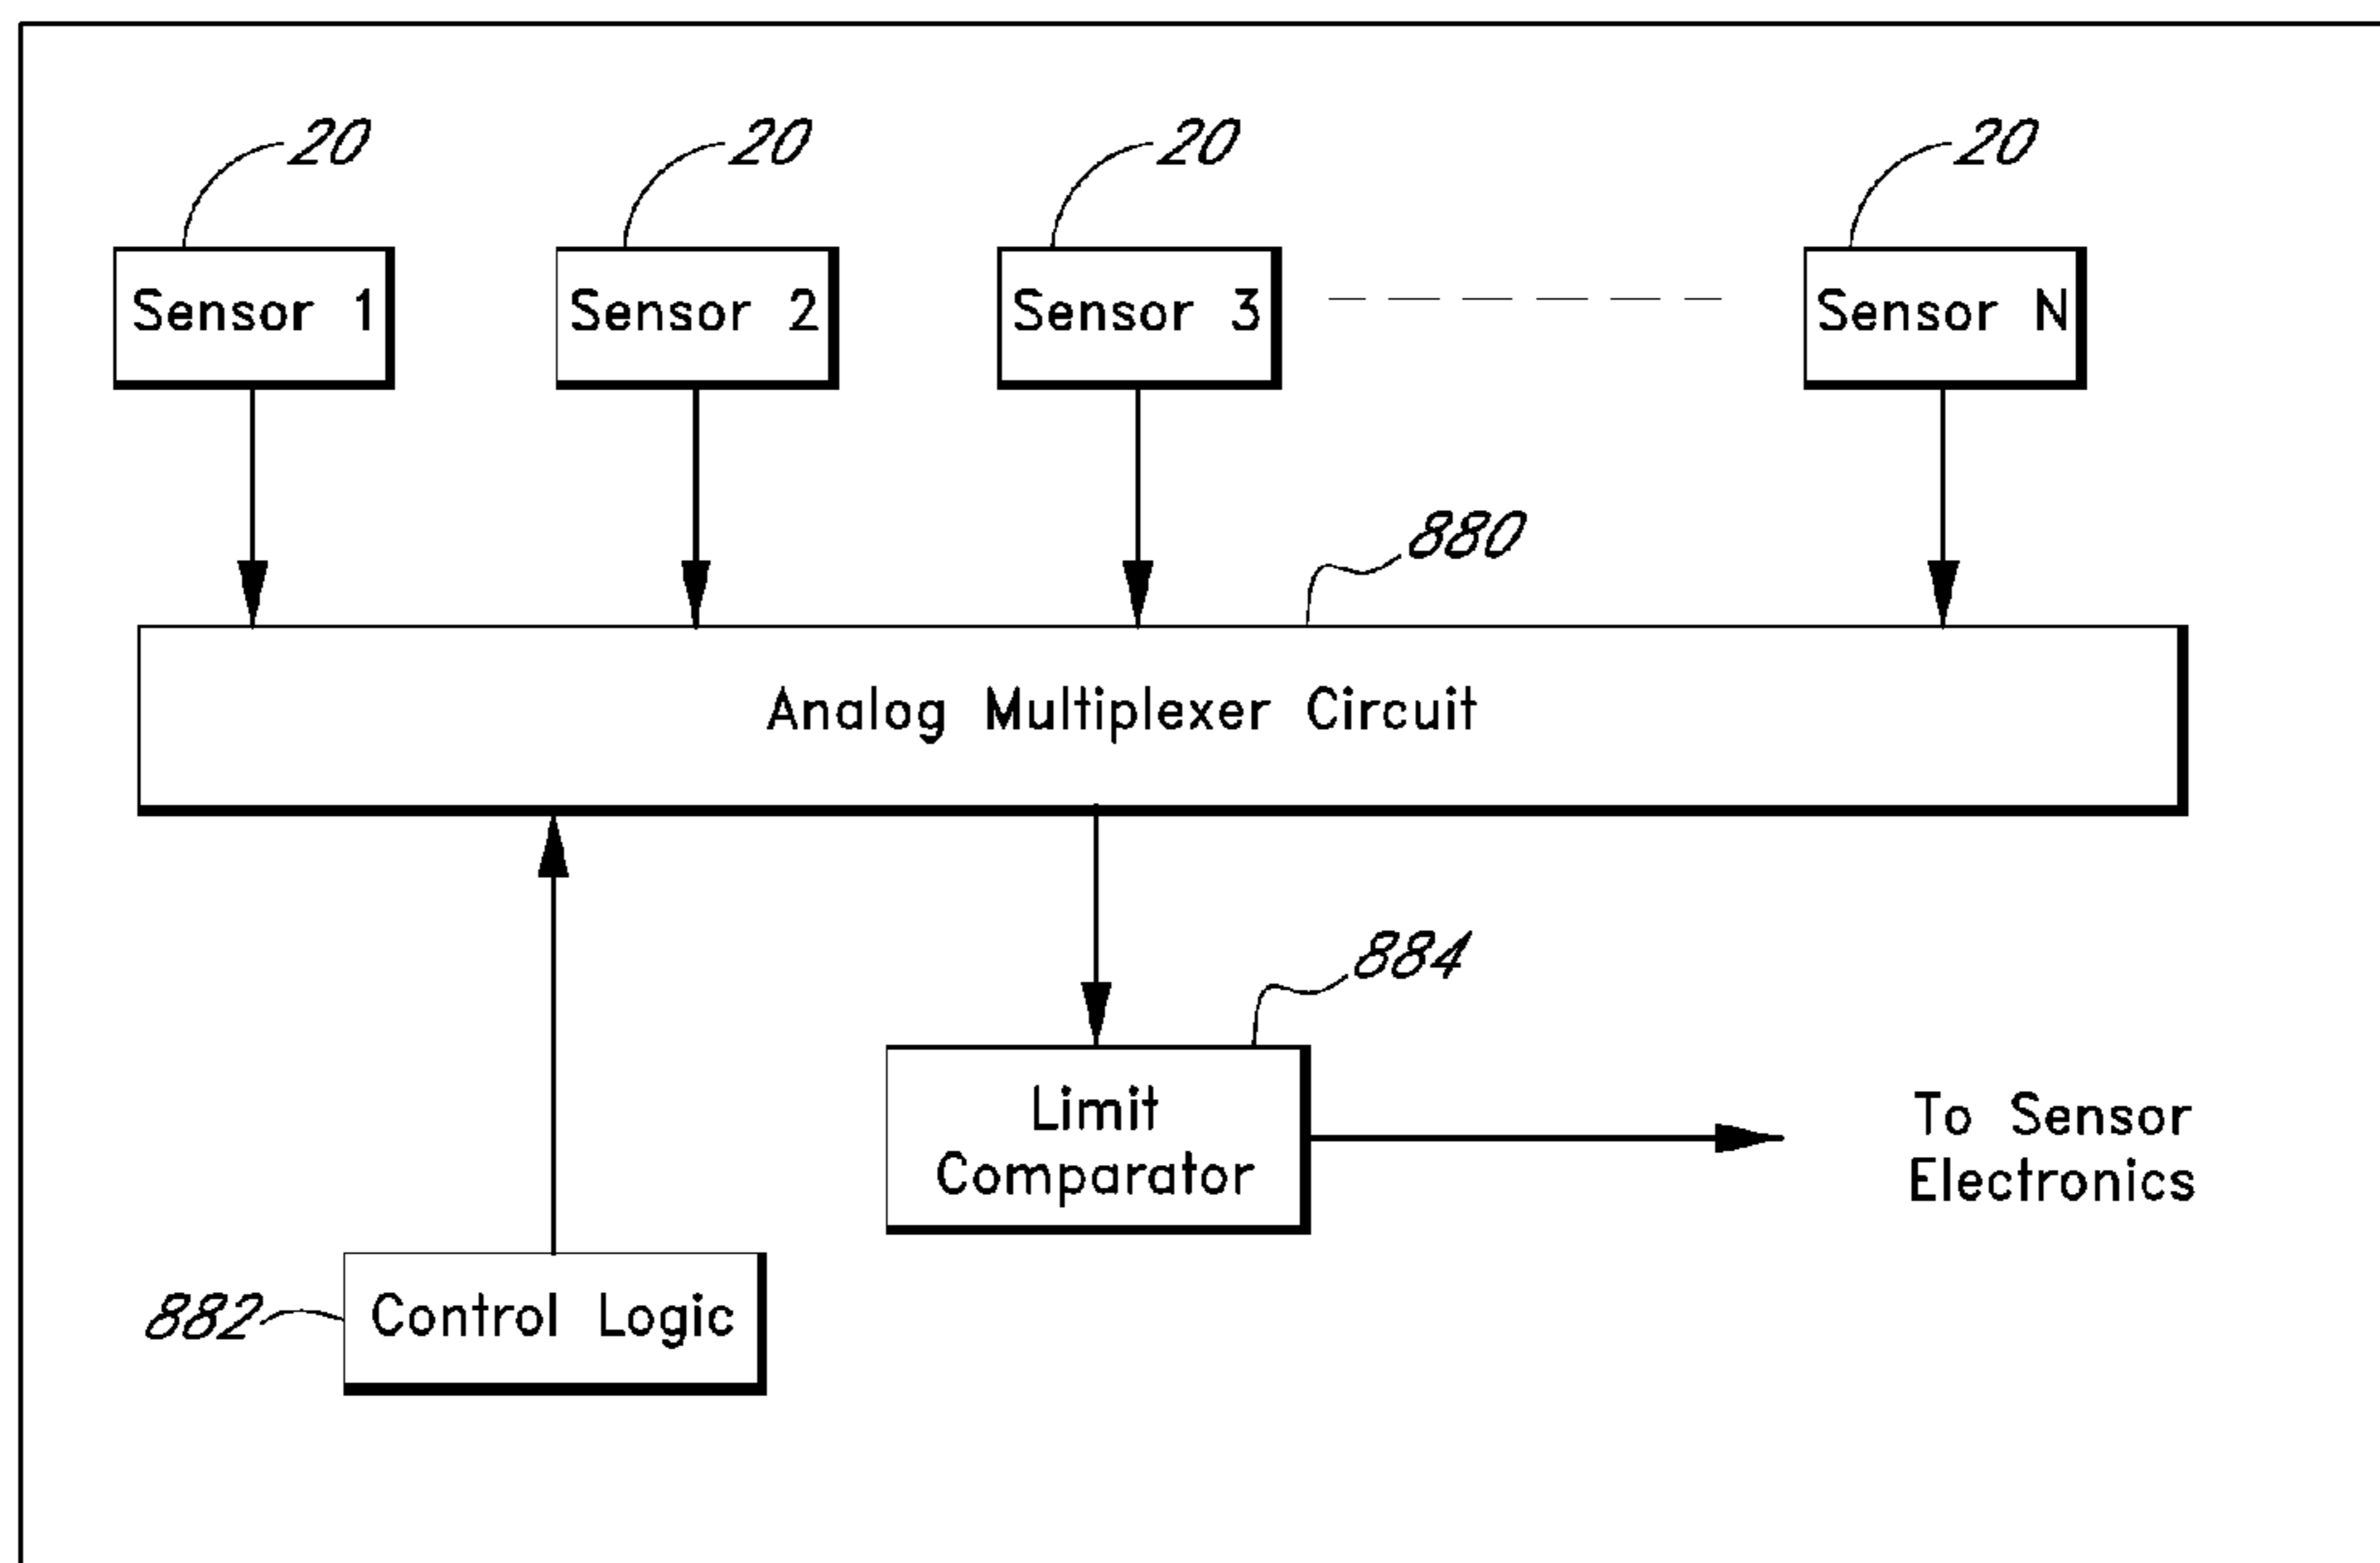 20 20 20 20
Sensor 1 Sensor 2 Sensor 3 Sensor N
880
Analog Multiplexer Circuit
884
Limit
Comparator
To Sensor
Electronics
882 Control Logic